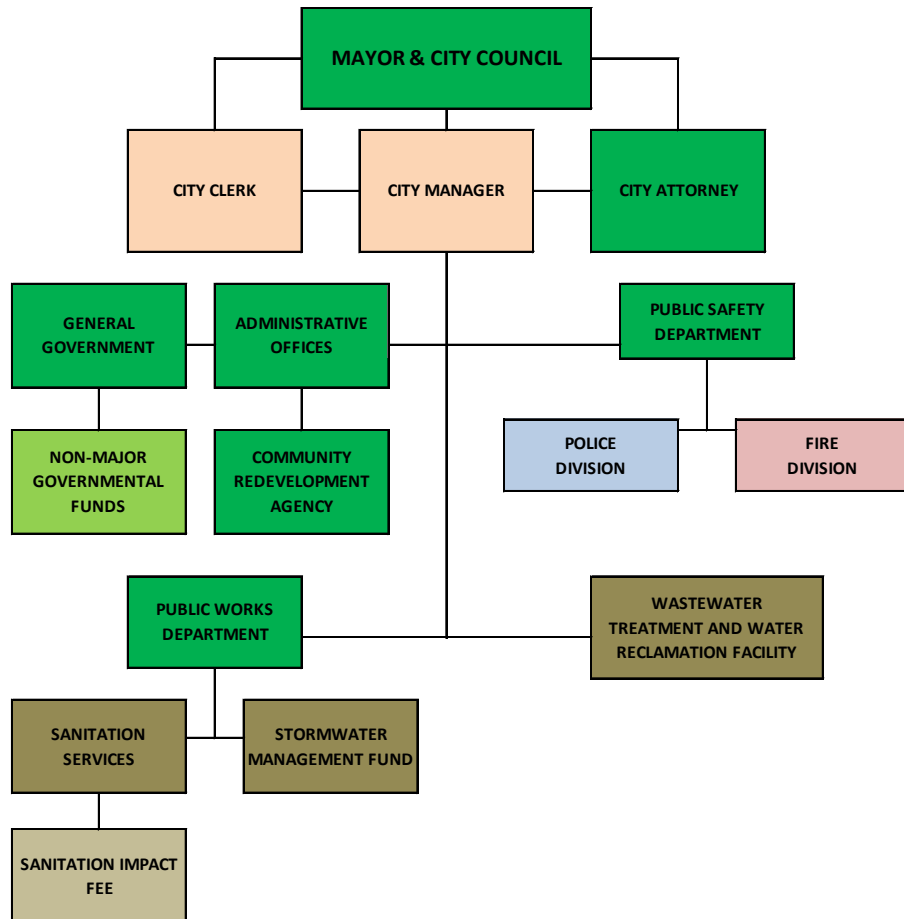 MAYOR & CITY COUNCIL
CITY CLERK
CITY MANAGER
CITY ATTORNEY
GENERAL
GOVERNMENT
ADMINISTRATIVE
OFFICES
PUBLIC SAFETY
DEPARTMENT
NON-MAJOR
GOVERNMENTAL
FUNDS
COMMUNITY
REDEVELOPMENT
AGENCY
POLICE
DIVISION
FIRE
DIVISION
PUBLIC WORKS
DEPARTMENT
WASTEWATER
TREATMENT AND WATER
RECLAMATION FACILITY
SANITATION
SERVICES
STORMWATER
MANAGEMENT FUND
SANITATION IMPACT
FEE